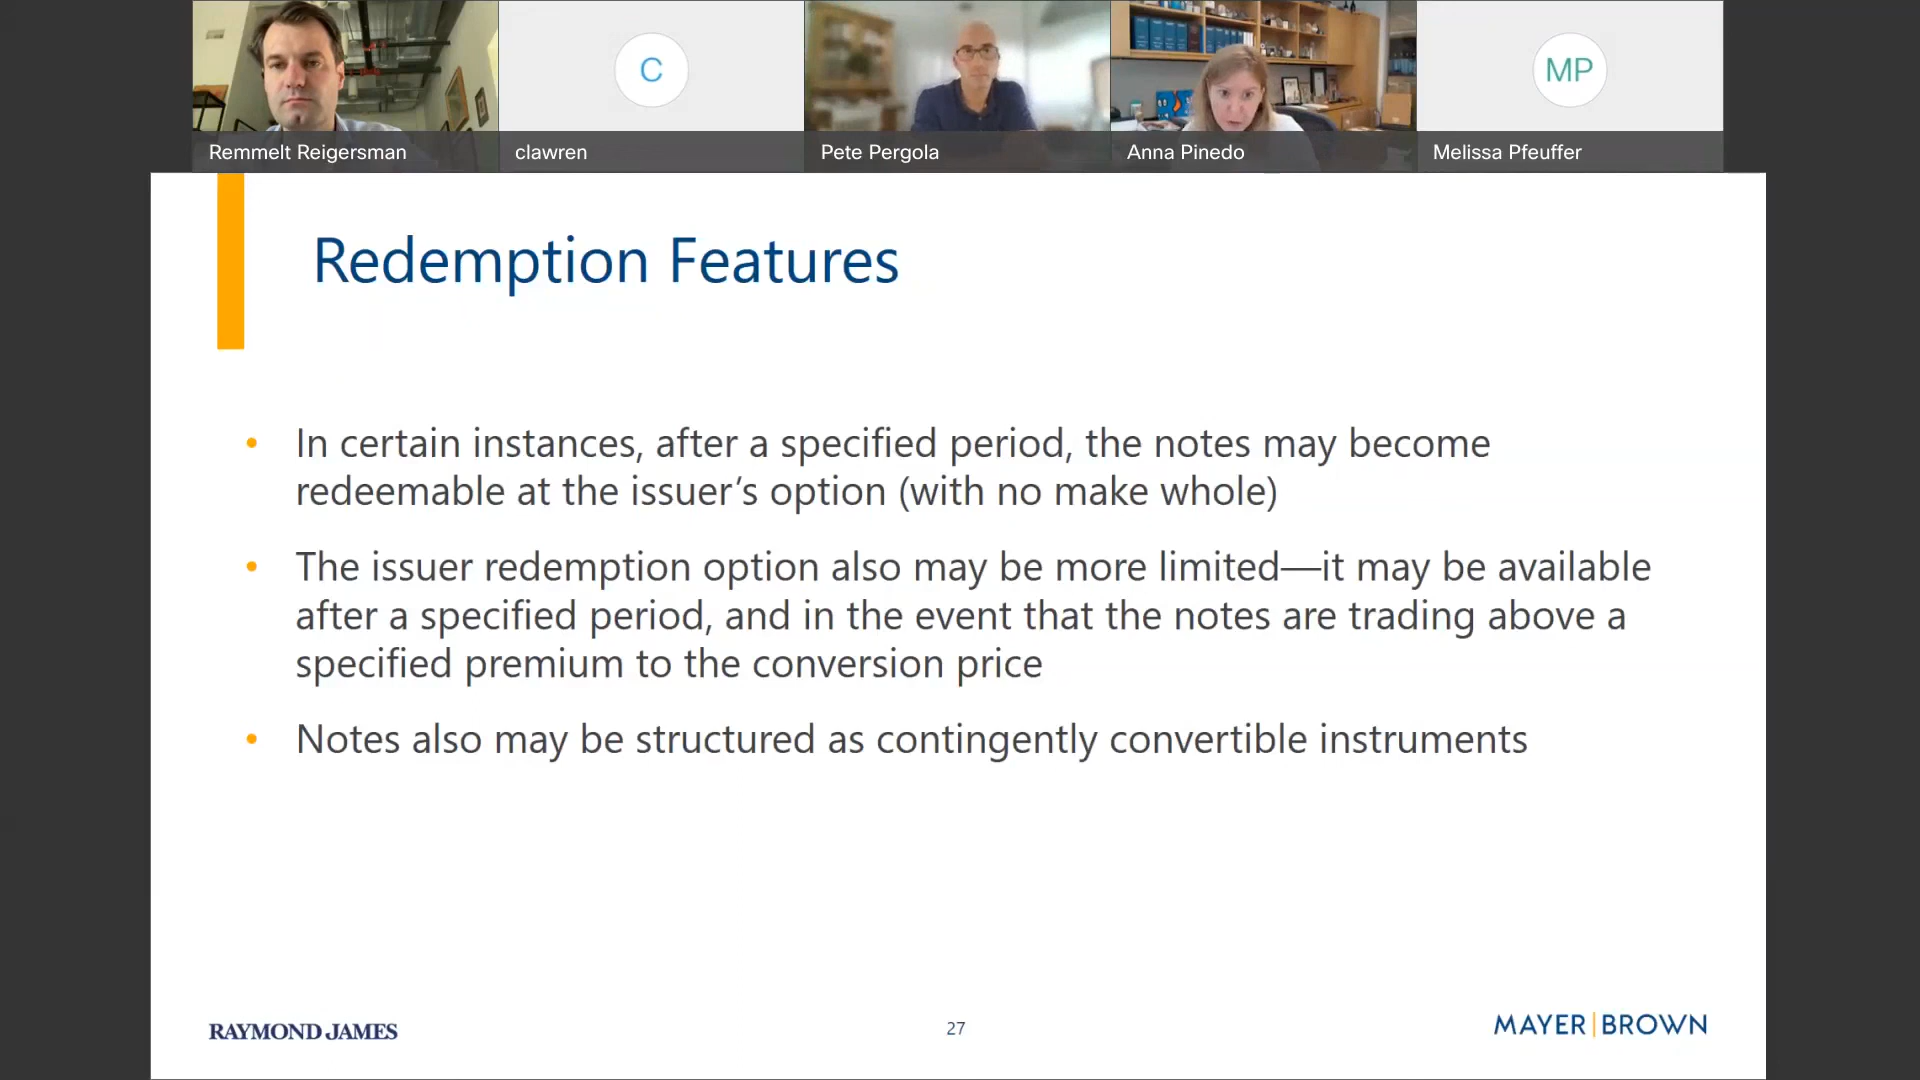 C
MP
Remmelt Reigersman
clawren
Pete Pergola
Anna Pinedo
Melissa Pfeuffer
Redemption Features
• In certain instances, after a specified period, the notes may become
redeemable at the issuer’s option (with no make whole)
• The issuer redemption option also may be more limited—it may be available
after a specified period, and in the event that the notes are trading above a
specified premium to the conversion price
• Notes also may be structured as contingently convertible instruments
RAYMOND JAMES
27
MAYER|BROWN